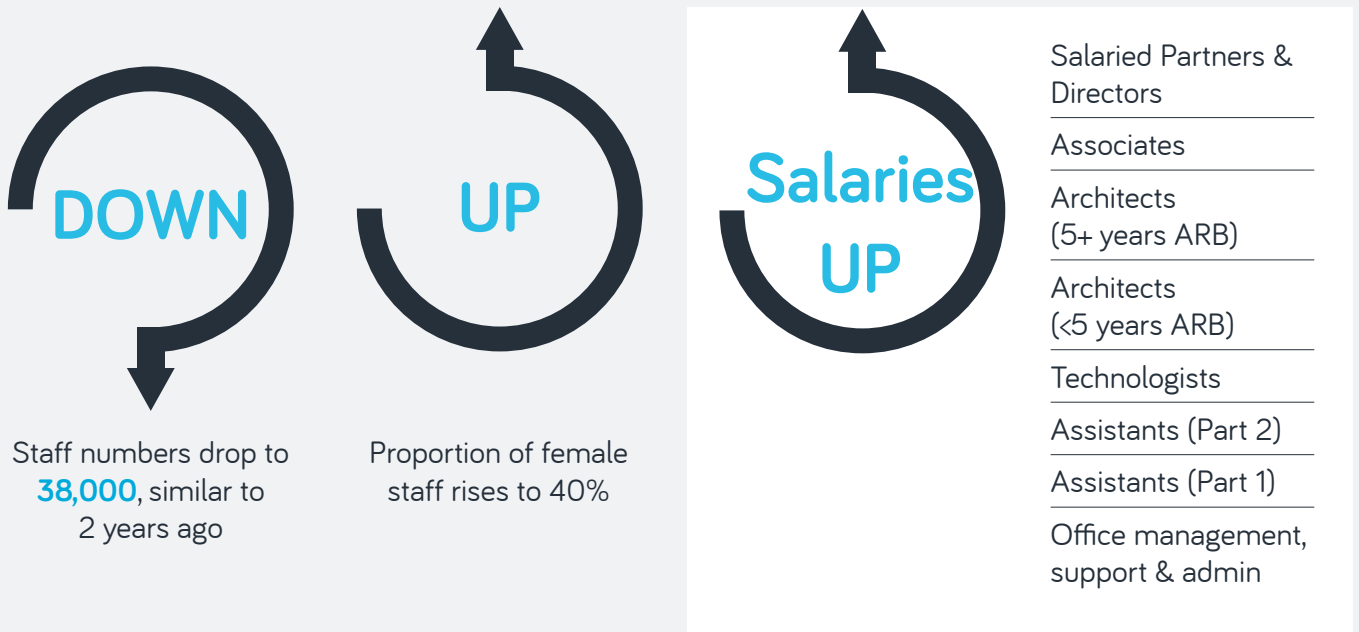 DOWN
Staff numbers drop to
38,000, similar to
2 years ago
UP
Proportion of female
staff rises to 40%
Salaries
UP
Salaried Partners &
Directors
Associates
Architects
(5+ years ARB)
Architects
(<5 years ARB)
Technologists
Assistants (Part 2)
Assistants (Part 1)
Office management,
support & admin